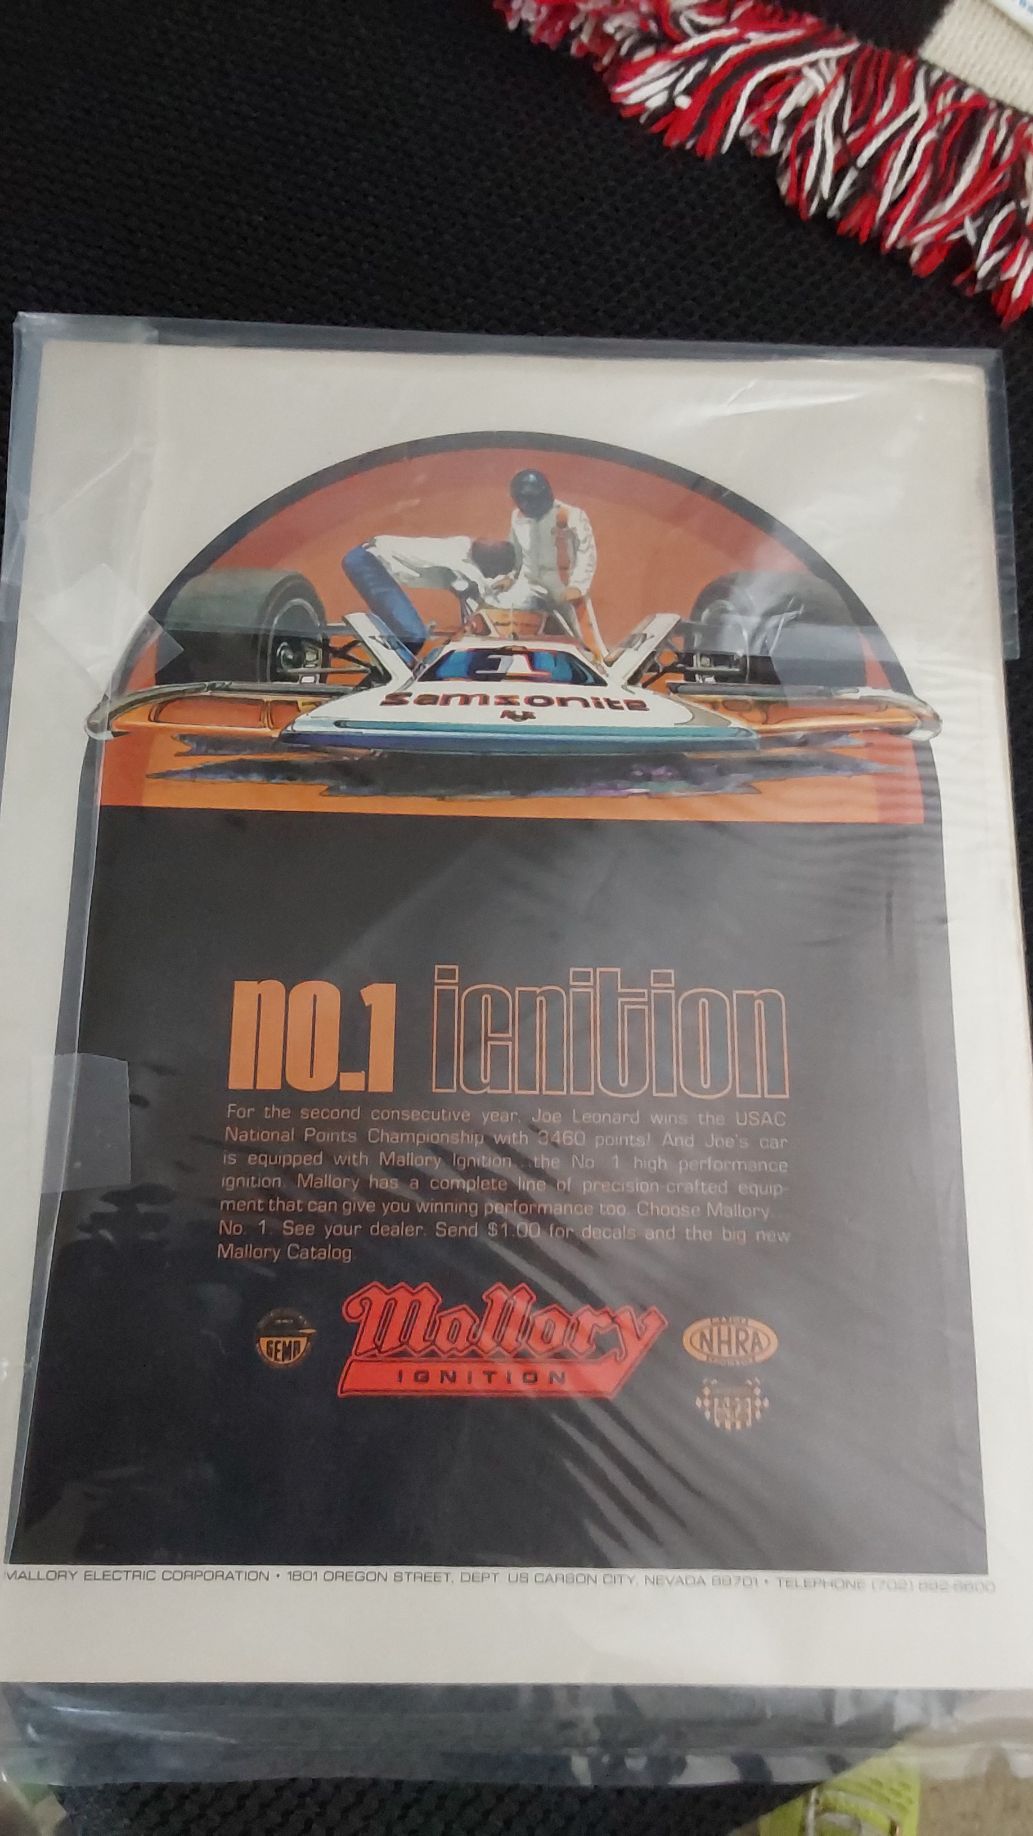 1
Samsonite
no.1 ignition
For the second consecutive year, Joe Leonard wins the USAC
National Points Championship with 3460 points! And Joe's car
is equipped with Mallory Ignition...the No. 1 high performance
ignition. Mallory has a complete line of precision-crafted equip-
ment that can give you winning performance too. Choose Mallory...
No. 1. See your dealer. Send $1.00 for decals and the big new
Mallory Catalog.
SEMA
Mallory
IGNITION
NHRA
MALLORY ELECTRIC CORPORATION • 1801 OREGON STREET, DEPT. US CARSON CITY, NEVADA 89701 • TELEPHONE (702) 882-6600